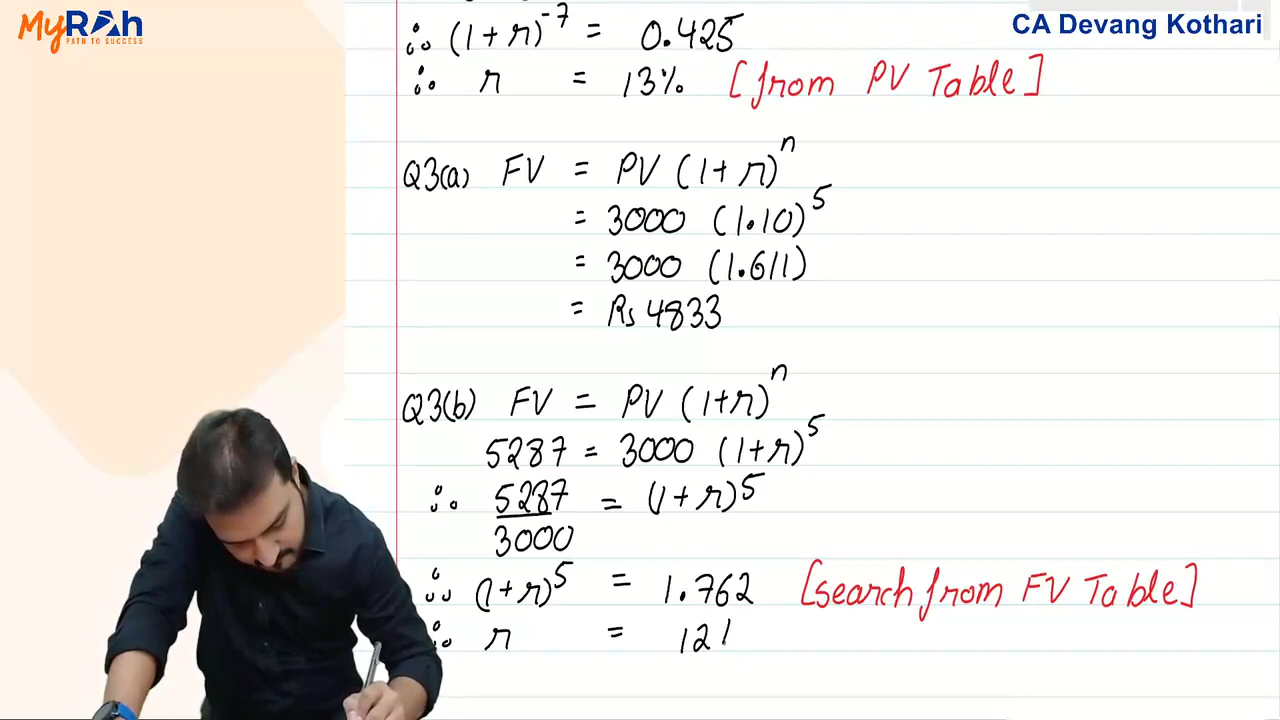 MyRAh
PATH TO SUCCESS
CA Devang Kothari
∴ (1+r)^-7 = 0.425
∴ r = 13% [from PV Table]
Q3(a) FV = PV (1+r)^n
= 3000 (1.10)^5
= 3000 (1.611)
= Rs 4833
Q3(b) FV = PV (1+r)^n
5287 = 3000 (1+r)^5
∴ 5287/3000 = (1+r)^5
∴ (1+r)^5 = 1.762 [search from FV Table]
∴ r = 12